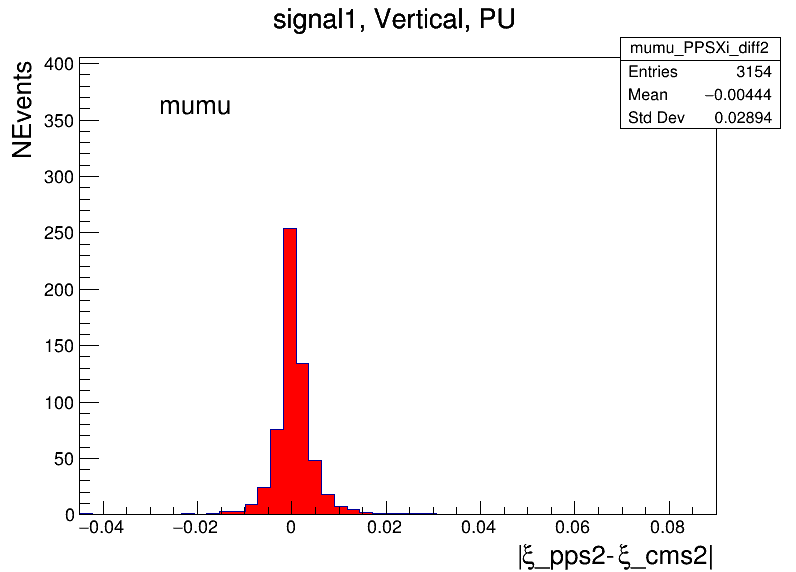 signal1, Vertical, PU
mumu_PPSXi_diff2
Entries 3154
Mean −0.00444
Std Dev 0.02894
NEvents
mumu
400
350
300
250
200
150
100
50
0
−0.04 −0.02 0 0.02 0.04 0.06 0.08
|ξ_pps2-ξ_cms2|